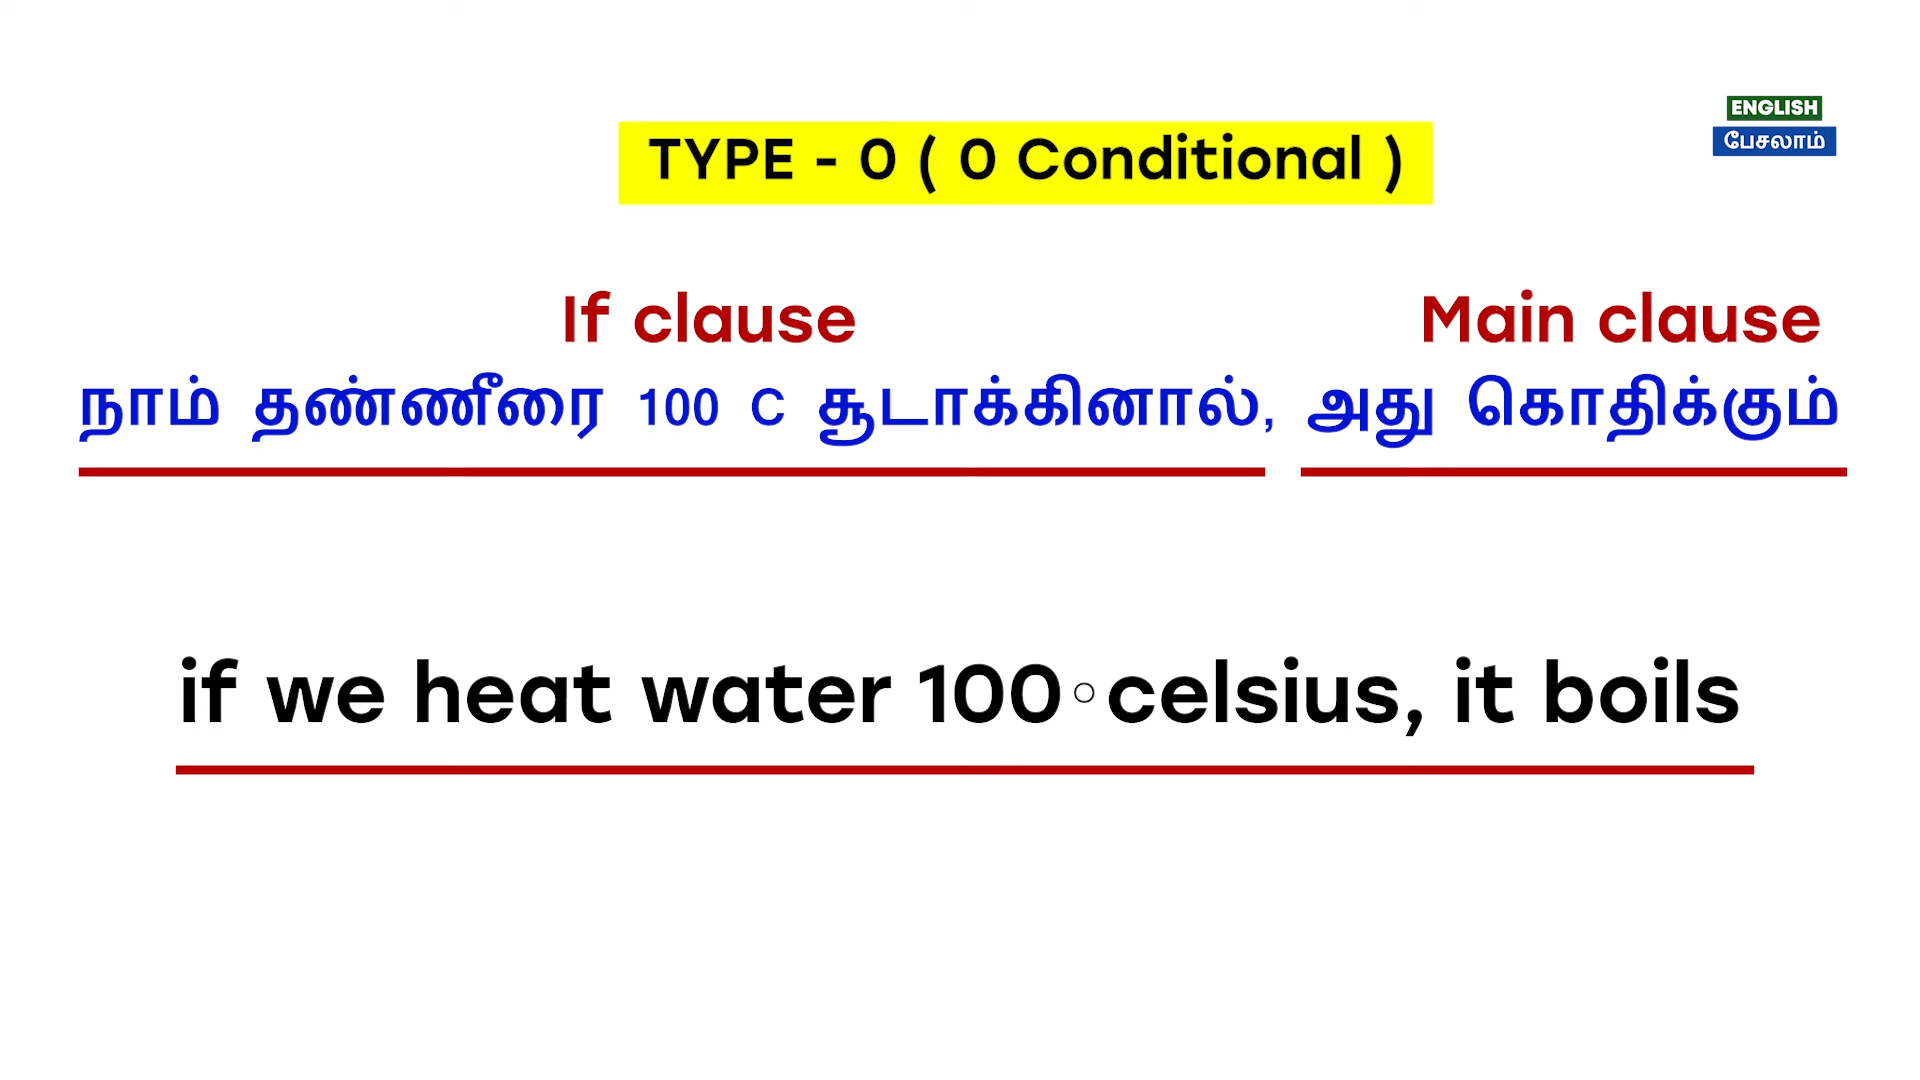 ENGLISH
பேசலாம்
TYPE - 0 ( 0 Conditional )
If clause Main clause
நாம் தண்ணீரை 100 C சூடாக்கினால், அது கொதிக்கும்
if we heat water 100◦celsius, it boils